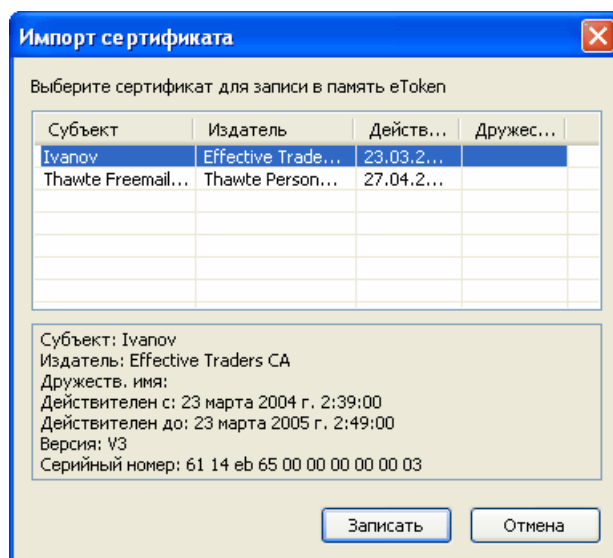 Импорт сертификата
Выберите сертификат для записи в память eToken
Субъект Издатель Действ... Дружес...
Ivanov Effective Trade... 23.03.2...
Thawte Freemail... Thawte Person... 27.04.2...
Субъект: Ivanov
Издатель: Effective Traders CA
Дружеств. имя:
Действителен с: 23 марта 2004 г. 2:39:00
Действителен до: 23 марта 2005 г. 2:49:00
Версия: V3
Серийный номер: 61 14 eb 65 00 00 00 00 00 03
Записать Отмена